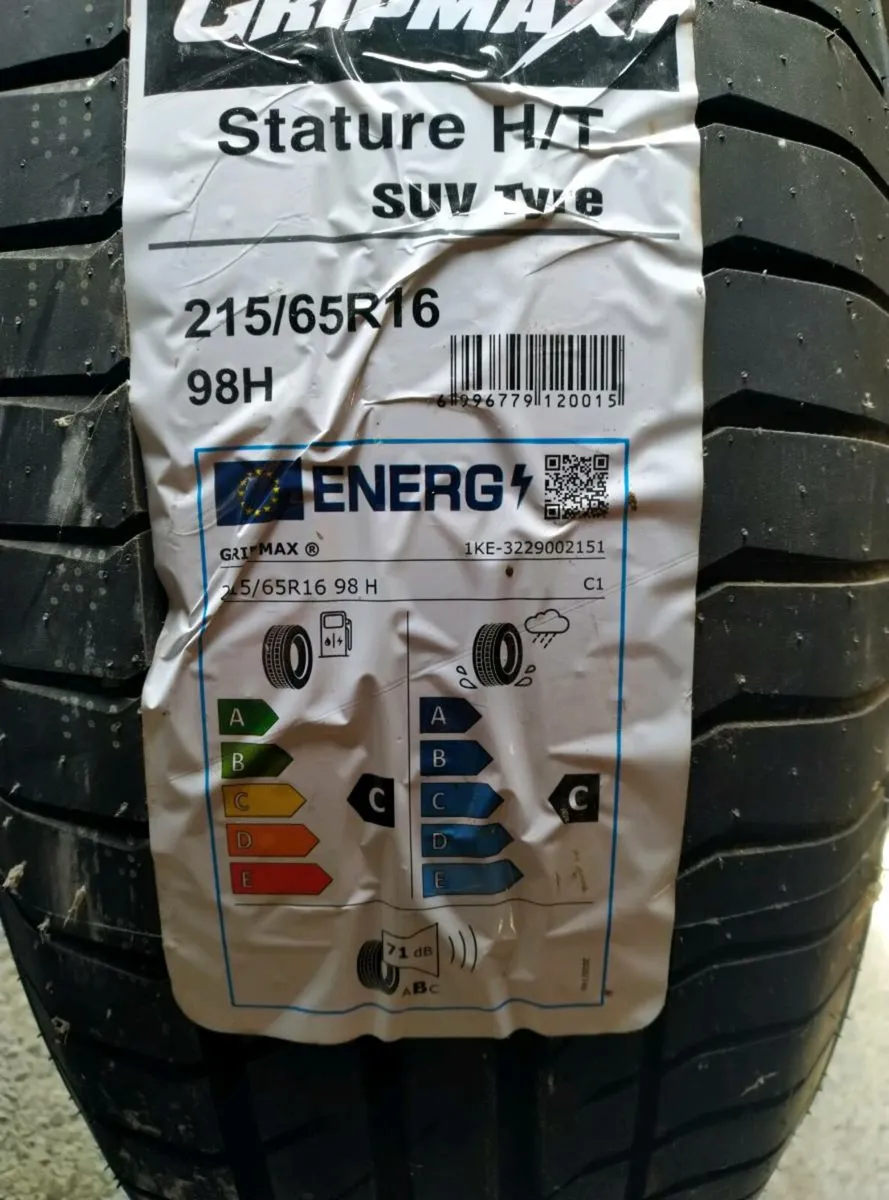 GRIPMAX
Stature H/T
SUV Tyre
215/65R16
98H
6 996779 120015
ENERG
GRIPMAX ®
1KE-3229002151
215/65R16 98 H
C1
A
B
C
D
E
C
A
B
C
D
E
C
71 dB
ABC